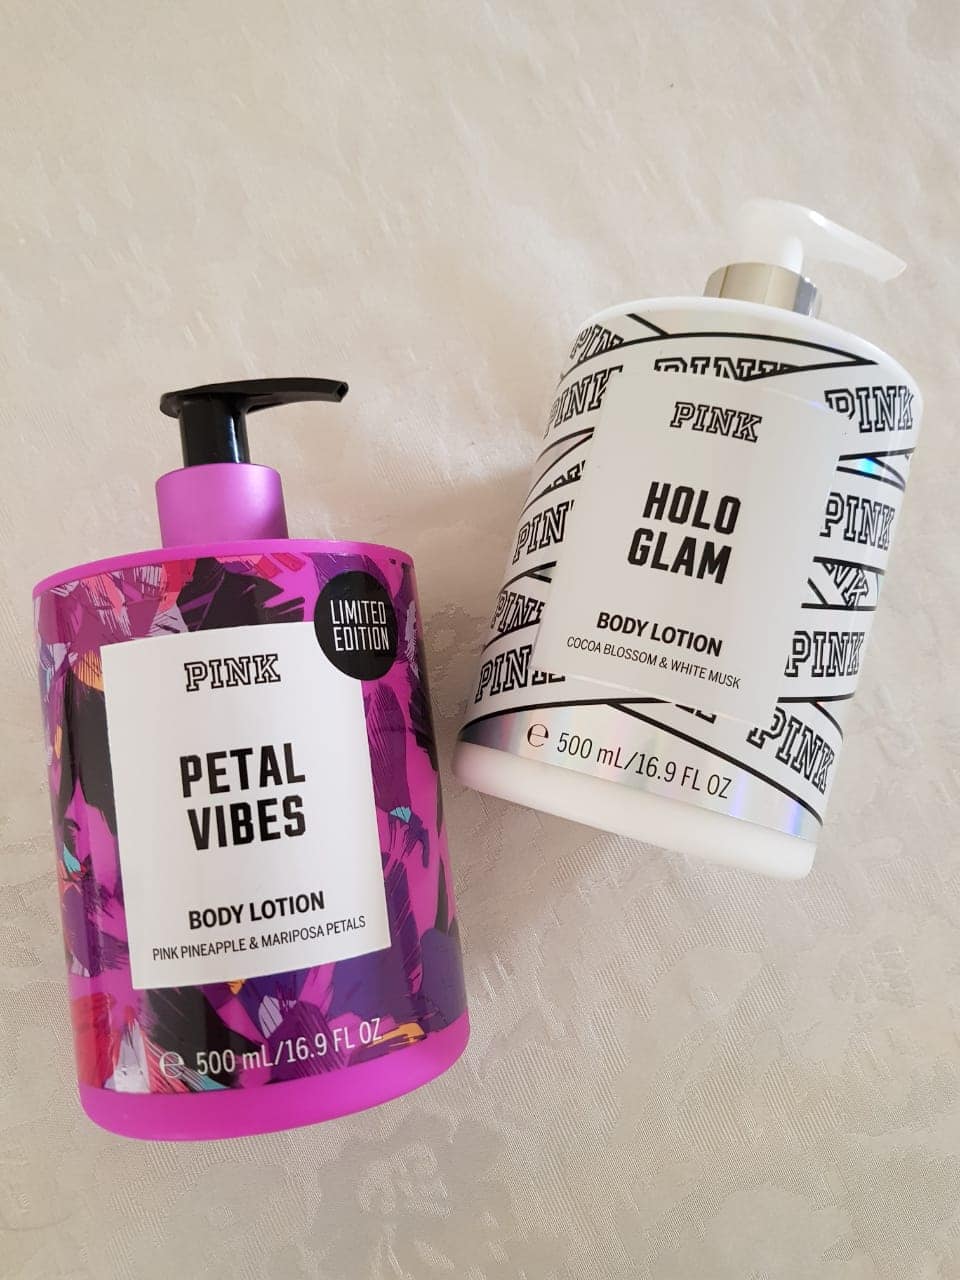 LIMITED
EDITION
PINK
PETAL
VIBES
BODY LOTION
PINK PINEAPPLE & MARIPOSA PETALS
℮ 500 mL/16.9 FL OZ
PINK
PINK
PINK
PINK
PINK
HOLO
GLAM
PINK
PINK
BODY LOTION
COCOA BLOSSOM & WHITE MUSK
PINK
PINK
℮ 500 mL/16.9 FL OZ
PINK